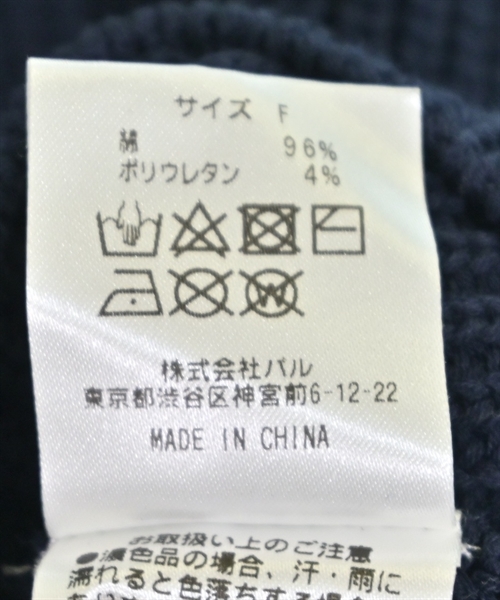 サイズ F
綿 96%
ポリウレタン 4%
W
株式会社パル
東京都渋谷区神宮前6-12-22
MADE IN CHINA
お取扱い上のご注意
●濃色品の場合、汗・雨に
濡れると色落ちする場合